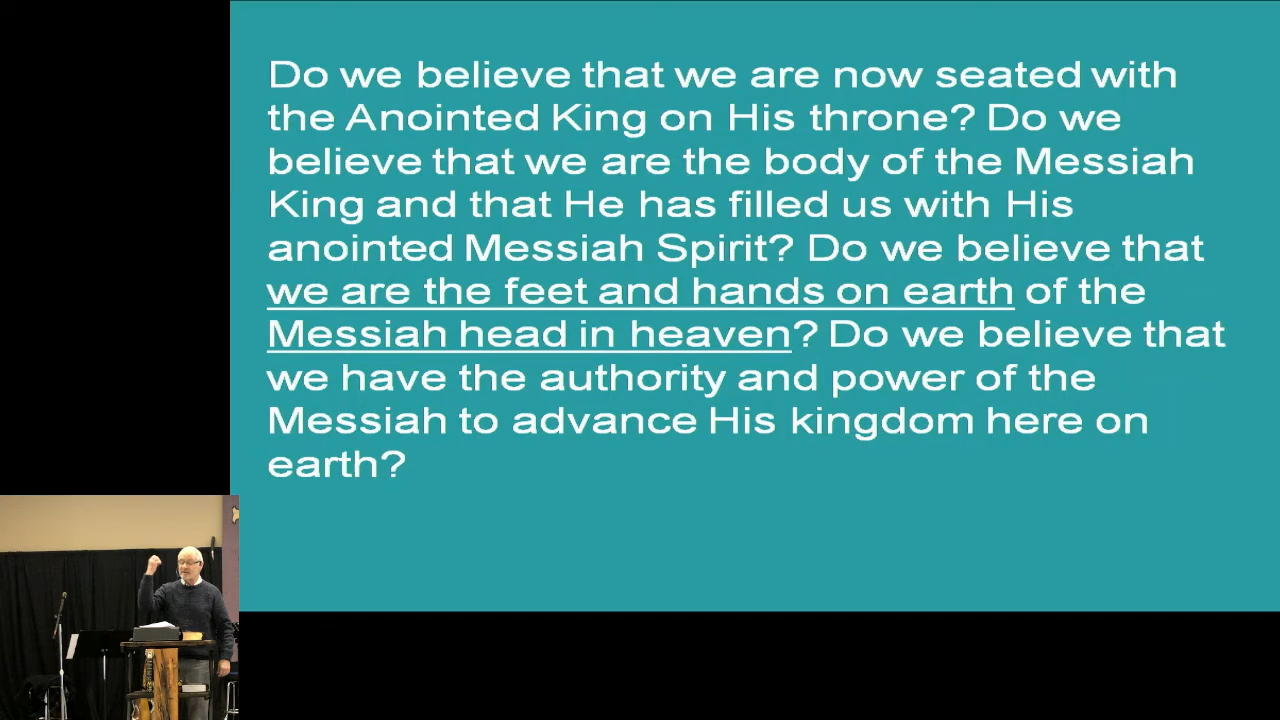 Do we believe that we are now seated with
the Anointed King on His throne? Do we
believe that we are the body of the Messiah
King and that He has filled us with His
anointed Messiah Spirit? Do we believe that
we are the feet and hands on earth of the
Messiah head in heaven? Do we believe that
we have the authority and power of the
Messiah to advance His kingdom here on
earth?